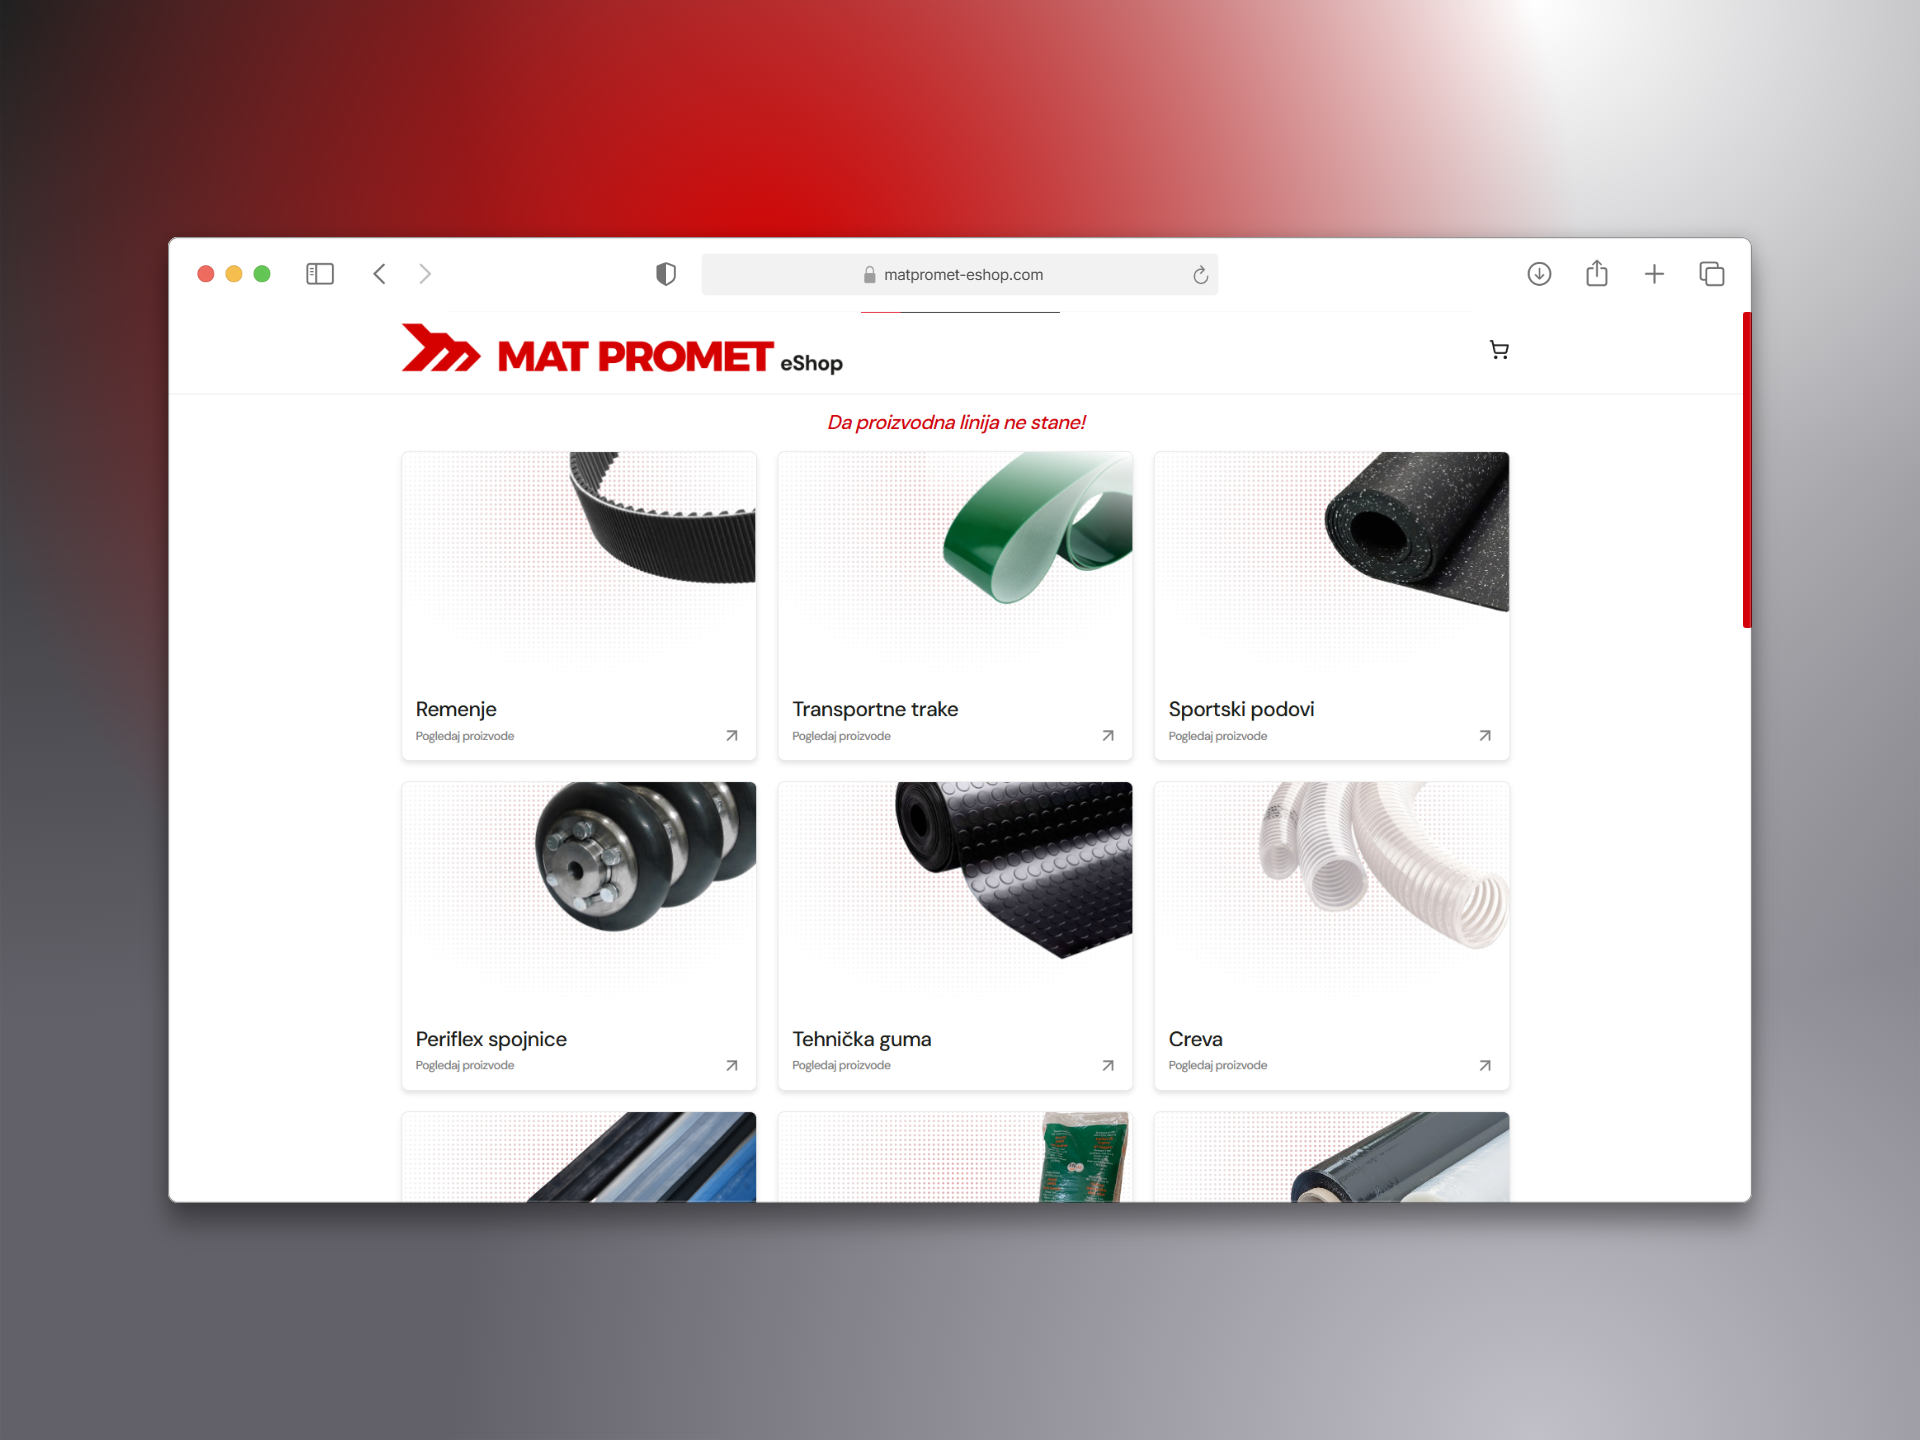 matpromet-eshop.com
MAT PROMET eShop
Da proizvodna linija ne stane!
Remenje
Pogledaj proizvode
Transportne trake
Pogledaj proizvode
Sportski podovi
Pogledaj proizvode
Periflex spojnice
Pogledaj proizvode
Tehnička guma
Pogledaj proizvode
Creva
Pogledaj proizvode